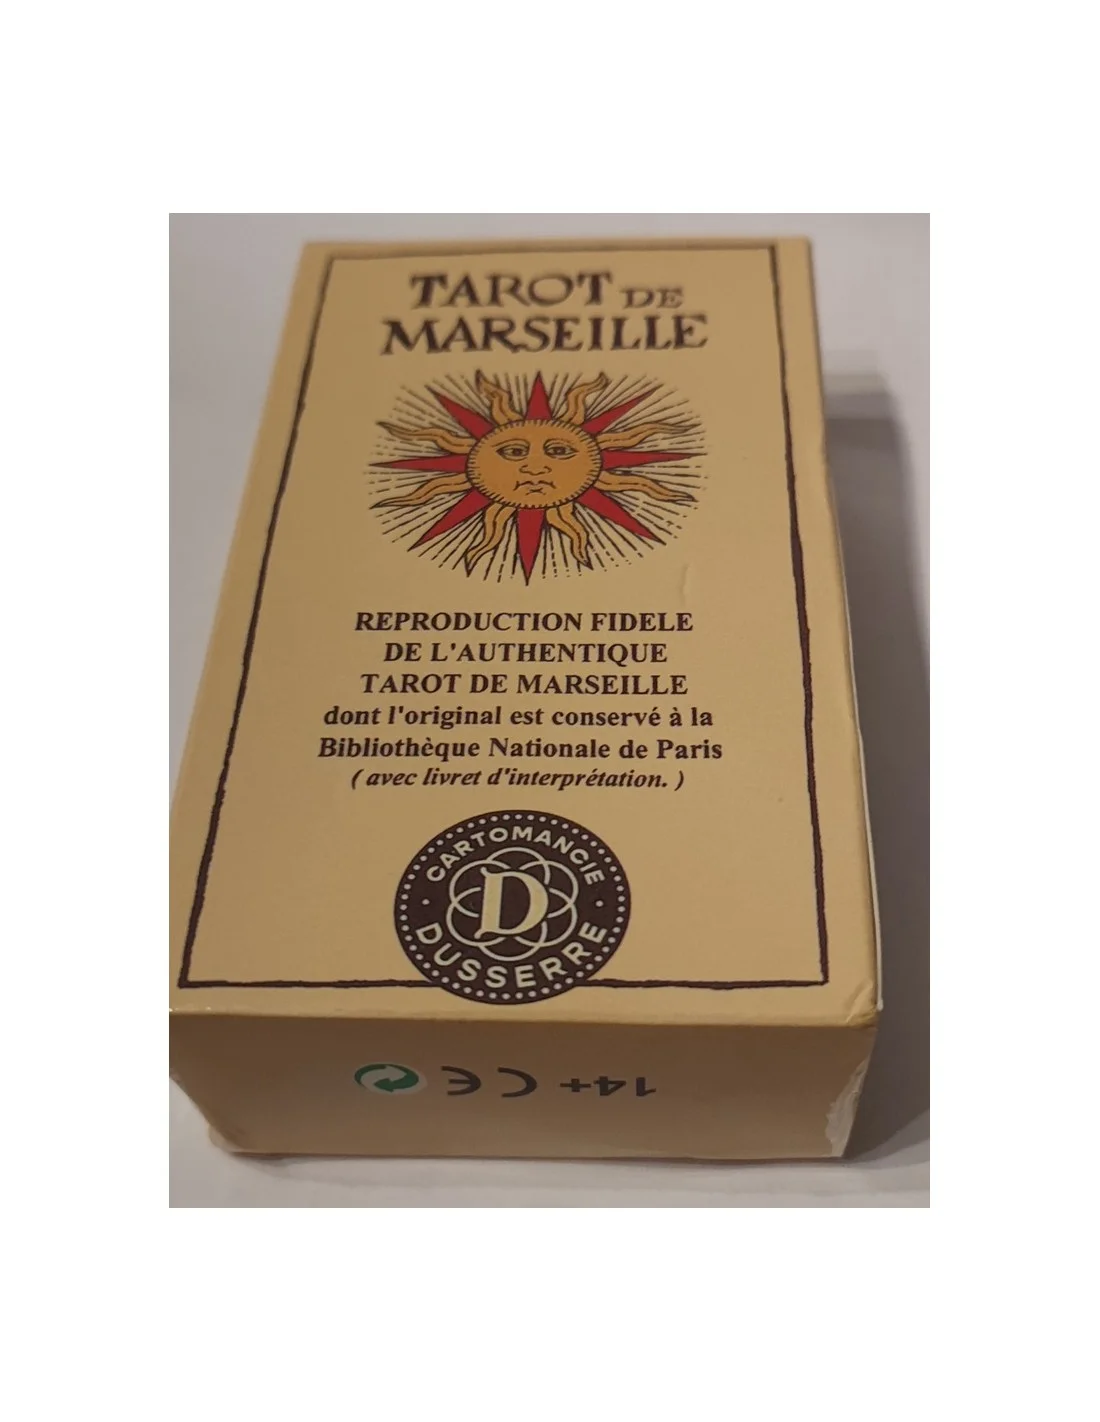 TAROT DE
MARSEILLE
REPRODUCTION FIDELE
DE L'AUTHENTIQUE
TAROT DE MARSEILLE
dont l'original est conservé à la
Bibliothèque Nationale de Paris
( avec livret d'interprétation. )
CARTOMANCIE
D
DUSSERRE
14+ CE